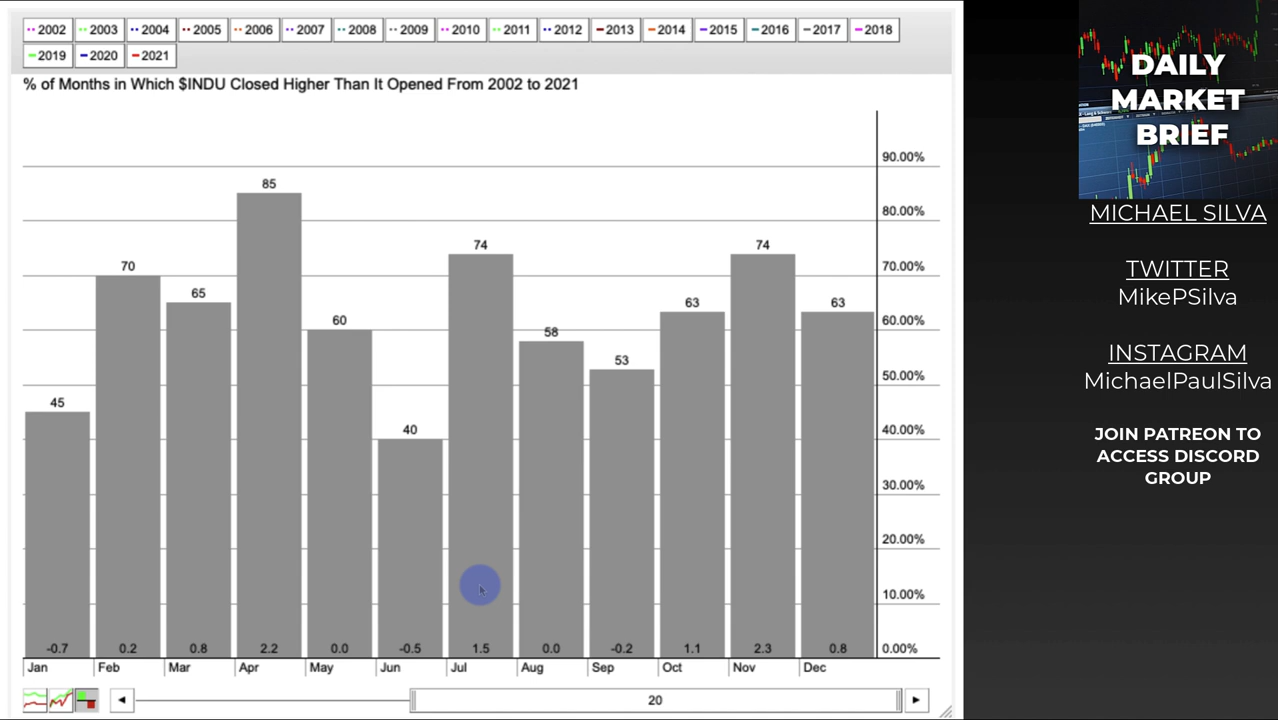 2002 2003 2004 2005 2006 2007 2008 2009 2010 2011 2012 2013 2014 2015 2016 2017 2018
2019 2020 2021
% of Months in Which $INDU Closed Higher Than It Opened From 2002 to 2021
90.00%
85
80.00%
74 74
70 70.00%
65
63 63
60 60.00%
58
53
50.00%
45
40 40.00%
30.00%
20.00%
10.00%
-0.7 0.2 0.8 2.2 0.0 -0.5 1.5 0.0 -0.2 1.1 2.3 0.8 0.00%
Jan Feb Mar Apr May Jun Jul Aug Sep Oct Nov Dec
20
DAILY
MARKET
BRIEF
MICHAEL SILVA
TWITTER
MikePSilva
INSTAGRAM
MichaelPaulSilva
JOIN PATREON TO
ACCESS DISCORD
GROUP